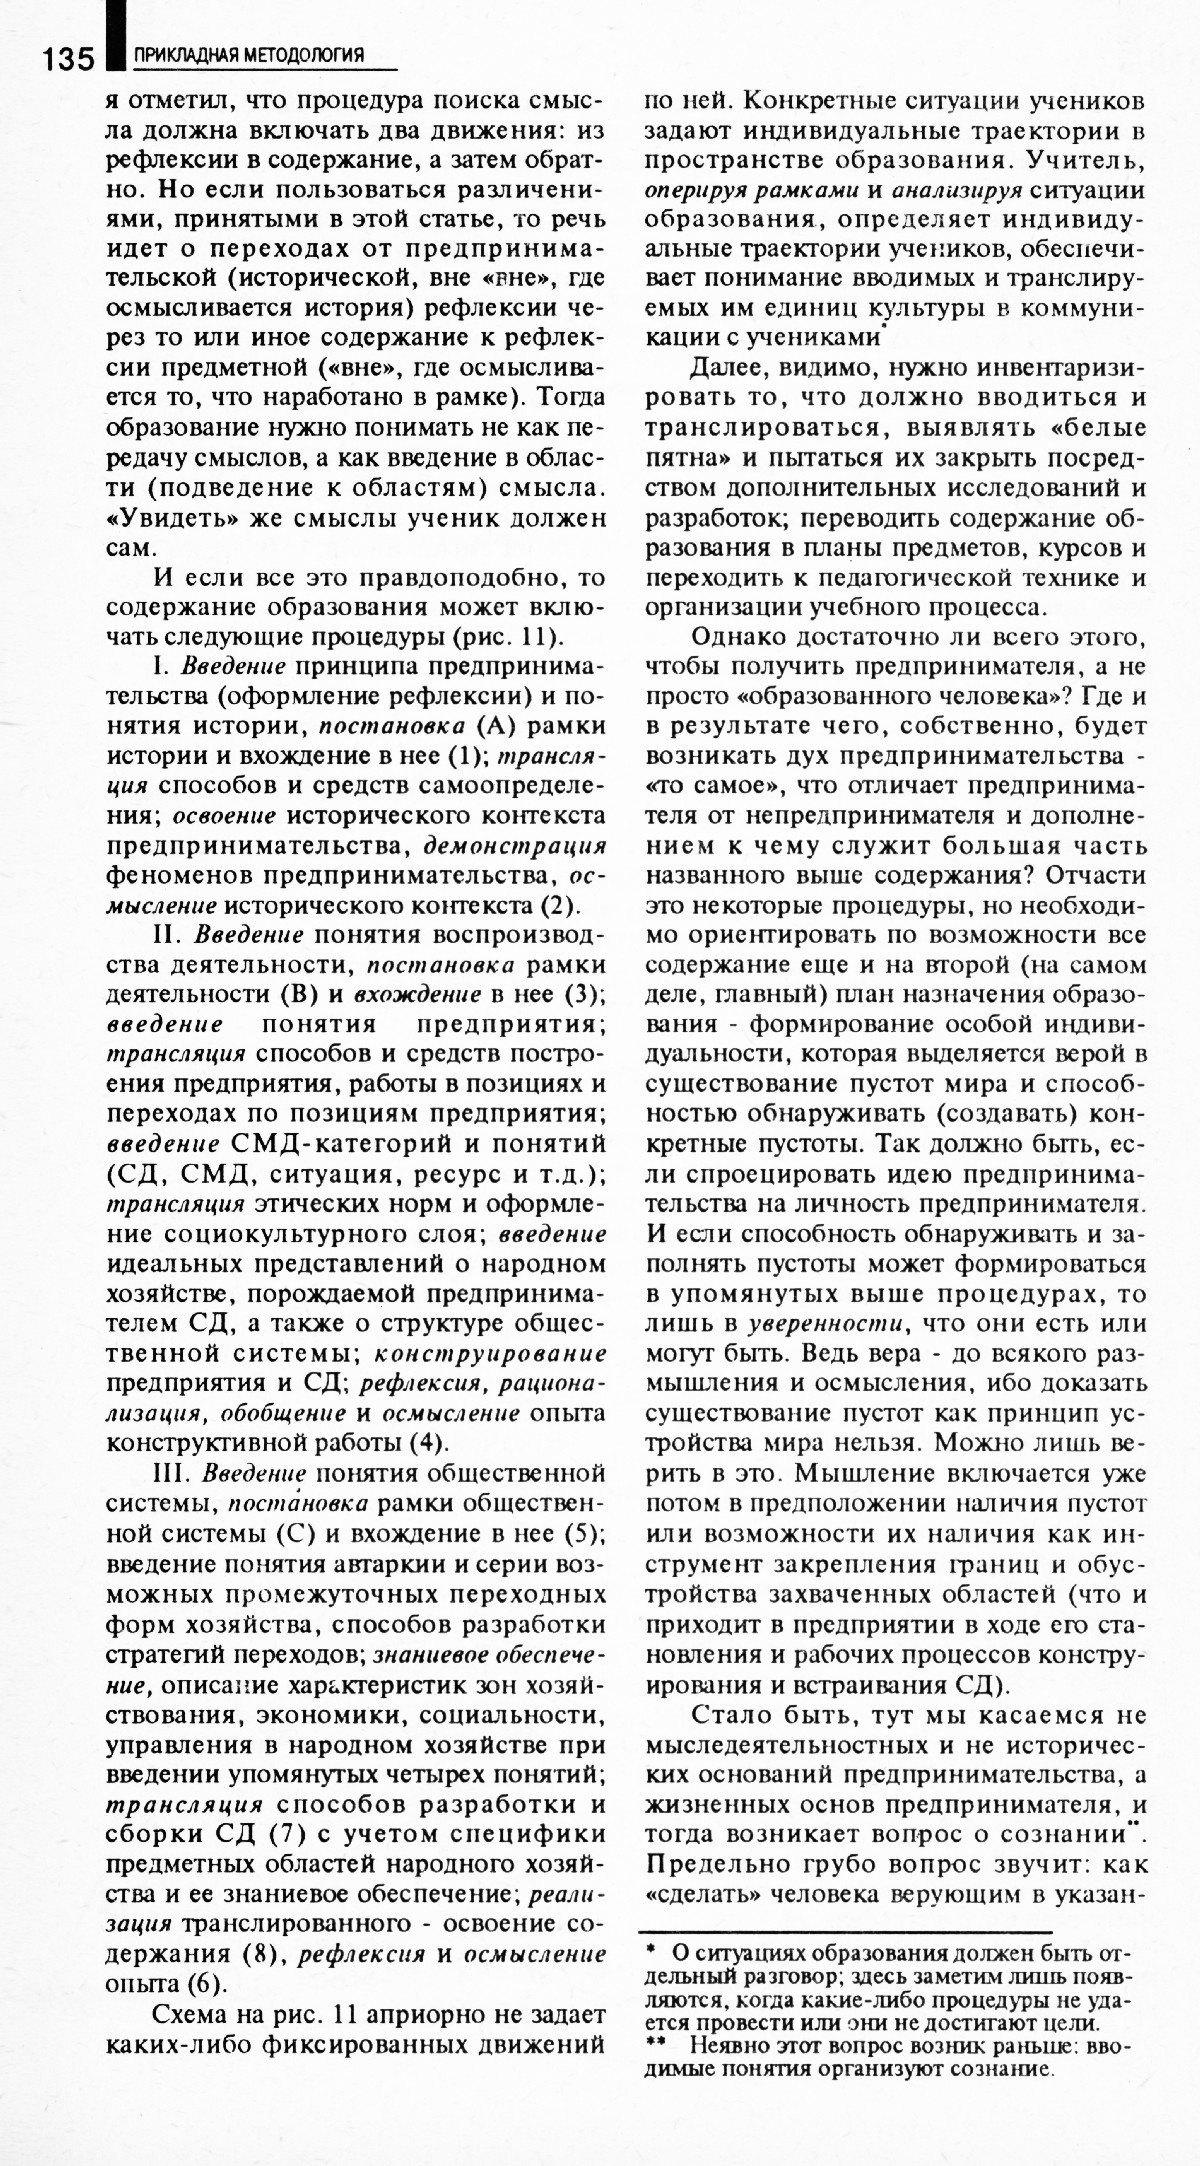 135
ПРИКЛАДНАЯ МЕТОДОЛОГИЯ
я отметил, что процедура поиска смыс-
ла должна включать два движения: из
рефлексии в содержание, а затем обрат-
но. Но если пользоваться различени-
ями, принятыми в этой статье, то речь
идет о переходах от предпринима-
тельской (исторической, вне «вне», где
осмысливается история) рефлексии че-
рез то или иное содержание к рефлек-
сии предметной («вне», где осмыслива-
ется то, что наработано в рамке). Тогда
образование нужно понимать не как пе-
редачу смыслов, а как введение в облас-
ти (подведение к областям) смысла.
«Увидеть» же смыслы ученик должен
сам.
И если все это правдоподобно, то
содержание образования может вклю-
чать следующие процедуры (рис. 11).
I. Введение принципа предпринима-
тельства (оформление рефлексии) и по-
нятия истории, постановка (А) рамки
истории и вхождение в нее (1); трансля-
ция способов и средств самоопределе-
ния; освоение исторического контекста
предпринимательства, демонстрация
феноменов предпринимательства, ос-
мысление исторического контекста (2).
II. Введение понятия воспроизвод-
ства деятельности, постановка рамки
деятельности (В) и вхождение в нее (3);
введение понятия предприятия;
трансляция способов и средств постро-
ения предприятия, работы в позициях и
переходах по позициям предприятия;
введение СМД-категорий и понятий
(СД, СМД, ситуация, ресурс и т.д.);
трансляция этических норм и оформле-
ние социокультурного слоя; введение
идеальных представлений о народном
хозяйстве, порождаемой предпринима-
телем СД, а также о структуре общес-
твенной системы; конструирование
предприятия и СД; рефлексия, рациона-
лизация, обобщение и осмысление опыта
конструктивной работы (4).
III. Введение понятия общественной
системы, постановка рамки обществен-
ной системы (С) и вхождение в нее (5);
введение понятия автаркии и серии воз-
можных промежуточных переходных
форм хозяйства, способов разработки
стратегий переходов; знаниевое обеспече-
ние, описание характеристик зон хозяй-
ствования, экономики, социальности,
управления в народном хозяйстве при
введении упомянутых четырех понятий;
трансляция способов разработки и
сборки СД (7) с учетом специфики
предметных областей народного хозяй-
ства и ее знаниевое обеспечение; реали-
зация транслированного - освоение со-
держания (8), рефлексия и осмысление
опыта (6).
Схема на рис. 11 априорно не задает
каких-либо фиксированных движений
по ней. Конкретные ситуации учеников
задают индивидуальные траектории в
пространстве образования. Учитель,
оперируя рамками и анализируя ситуации
образования, определяет индивиду-
альные траектории учеников, обеспечи-
вает понимание вводимых и транслиру-
емых им единиц культуры в коммуни-
кации с учениками*
Далее, видимо, нужно инвентаризи-
ровать то, что должно вводиться и
транслироваться, выявлять «белые
пятна» и пытаться их закрыть посред-
ством дополнительных исследований и
разработок; переводить содержание об-
разования в планы предметов, курсов и
переходить к педагогической технике и
организации учебного процесса.
Однако достаточно ли всего этого,
чтобы получить предпринимателя, а не
просто «образованного человека»? Где и
в результате чего, собственно, будет
возникать дух предпринимательства -
«то самое», что отличает предпринима-
теля от непредпринимателя и дополне-
нием к чему служит большая часть
названного выше содержания? Отчасти
это некоторые процедуры, но необходи-
мо ориентировать по возможности все
содержание еще и на второй (на самом
деле, главный) план назначения образо-
вания - формирование особой индиви-
дуальности, которая выделяется верой в
существование пустот мира и способ-
ностью обнаруживать (создавать) кон-
кретные пустоты. Так должно быть, ес-
ли спроецировать идею предпринима-
тельства на личность предпринимателя.
И если способность обнаруживать и за-
полнять пустоты может формироваться
в упомянутых выше процедурах, то
лишь в уверенности, что они есть или
могут быть. Ведь вера - до всякого раз-
мышления и осмысления, ибо доказать
существование пустот как принцип ус-
тройства мира нельзя. Можно лишь ве-
рить в это. Мышление включается уже
потом в предположении наличия пустот
или возможности их наличия как ин-
струмент закрепления границ и обус-
тройства захваченных областей (что и
приходит в предприятии в ходе его ста-
новления и рабочих процессов констру-
ирования и встраивания СД).
Стало быть, тут мы касаемся не
мыследеятельностных и не историчес-
ких оснований предпринимательства, а
жизненных основ предпринимателя, и
тогда возникает вопрос о сознании**.
Предельно грубо вопрос звучит: как
«сделать» человека верующим в указан-
* О ситуациях образования должен быть от-
дельный разговор; здесь заметим лишь появ-
ляются, когда какие-либо процедуры не уда-
ется провести или они не достигают цели.
** Неявно этот вопрос возник раньше: вво-
димые понятия организуют сознание.